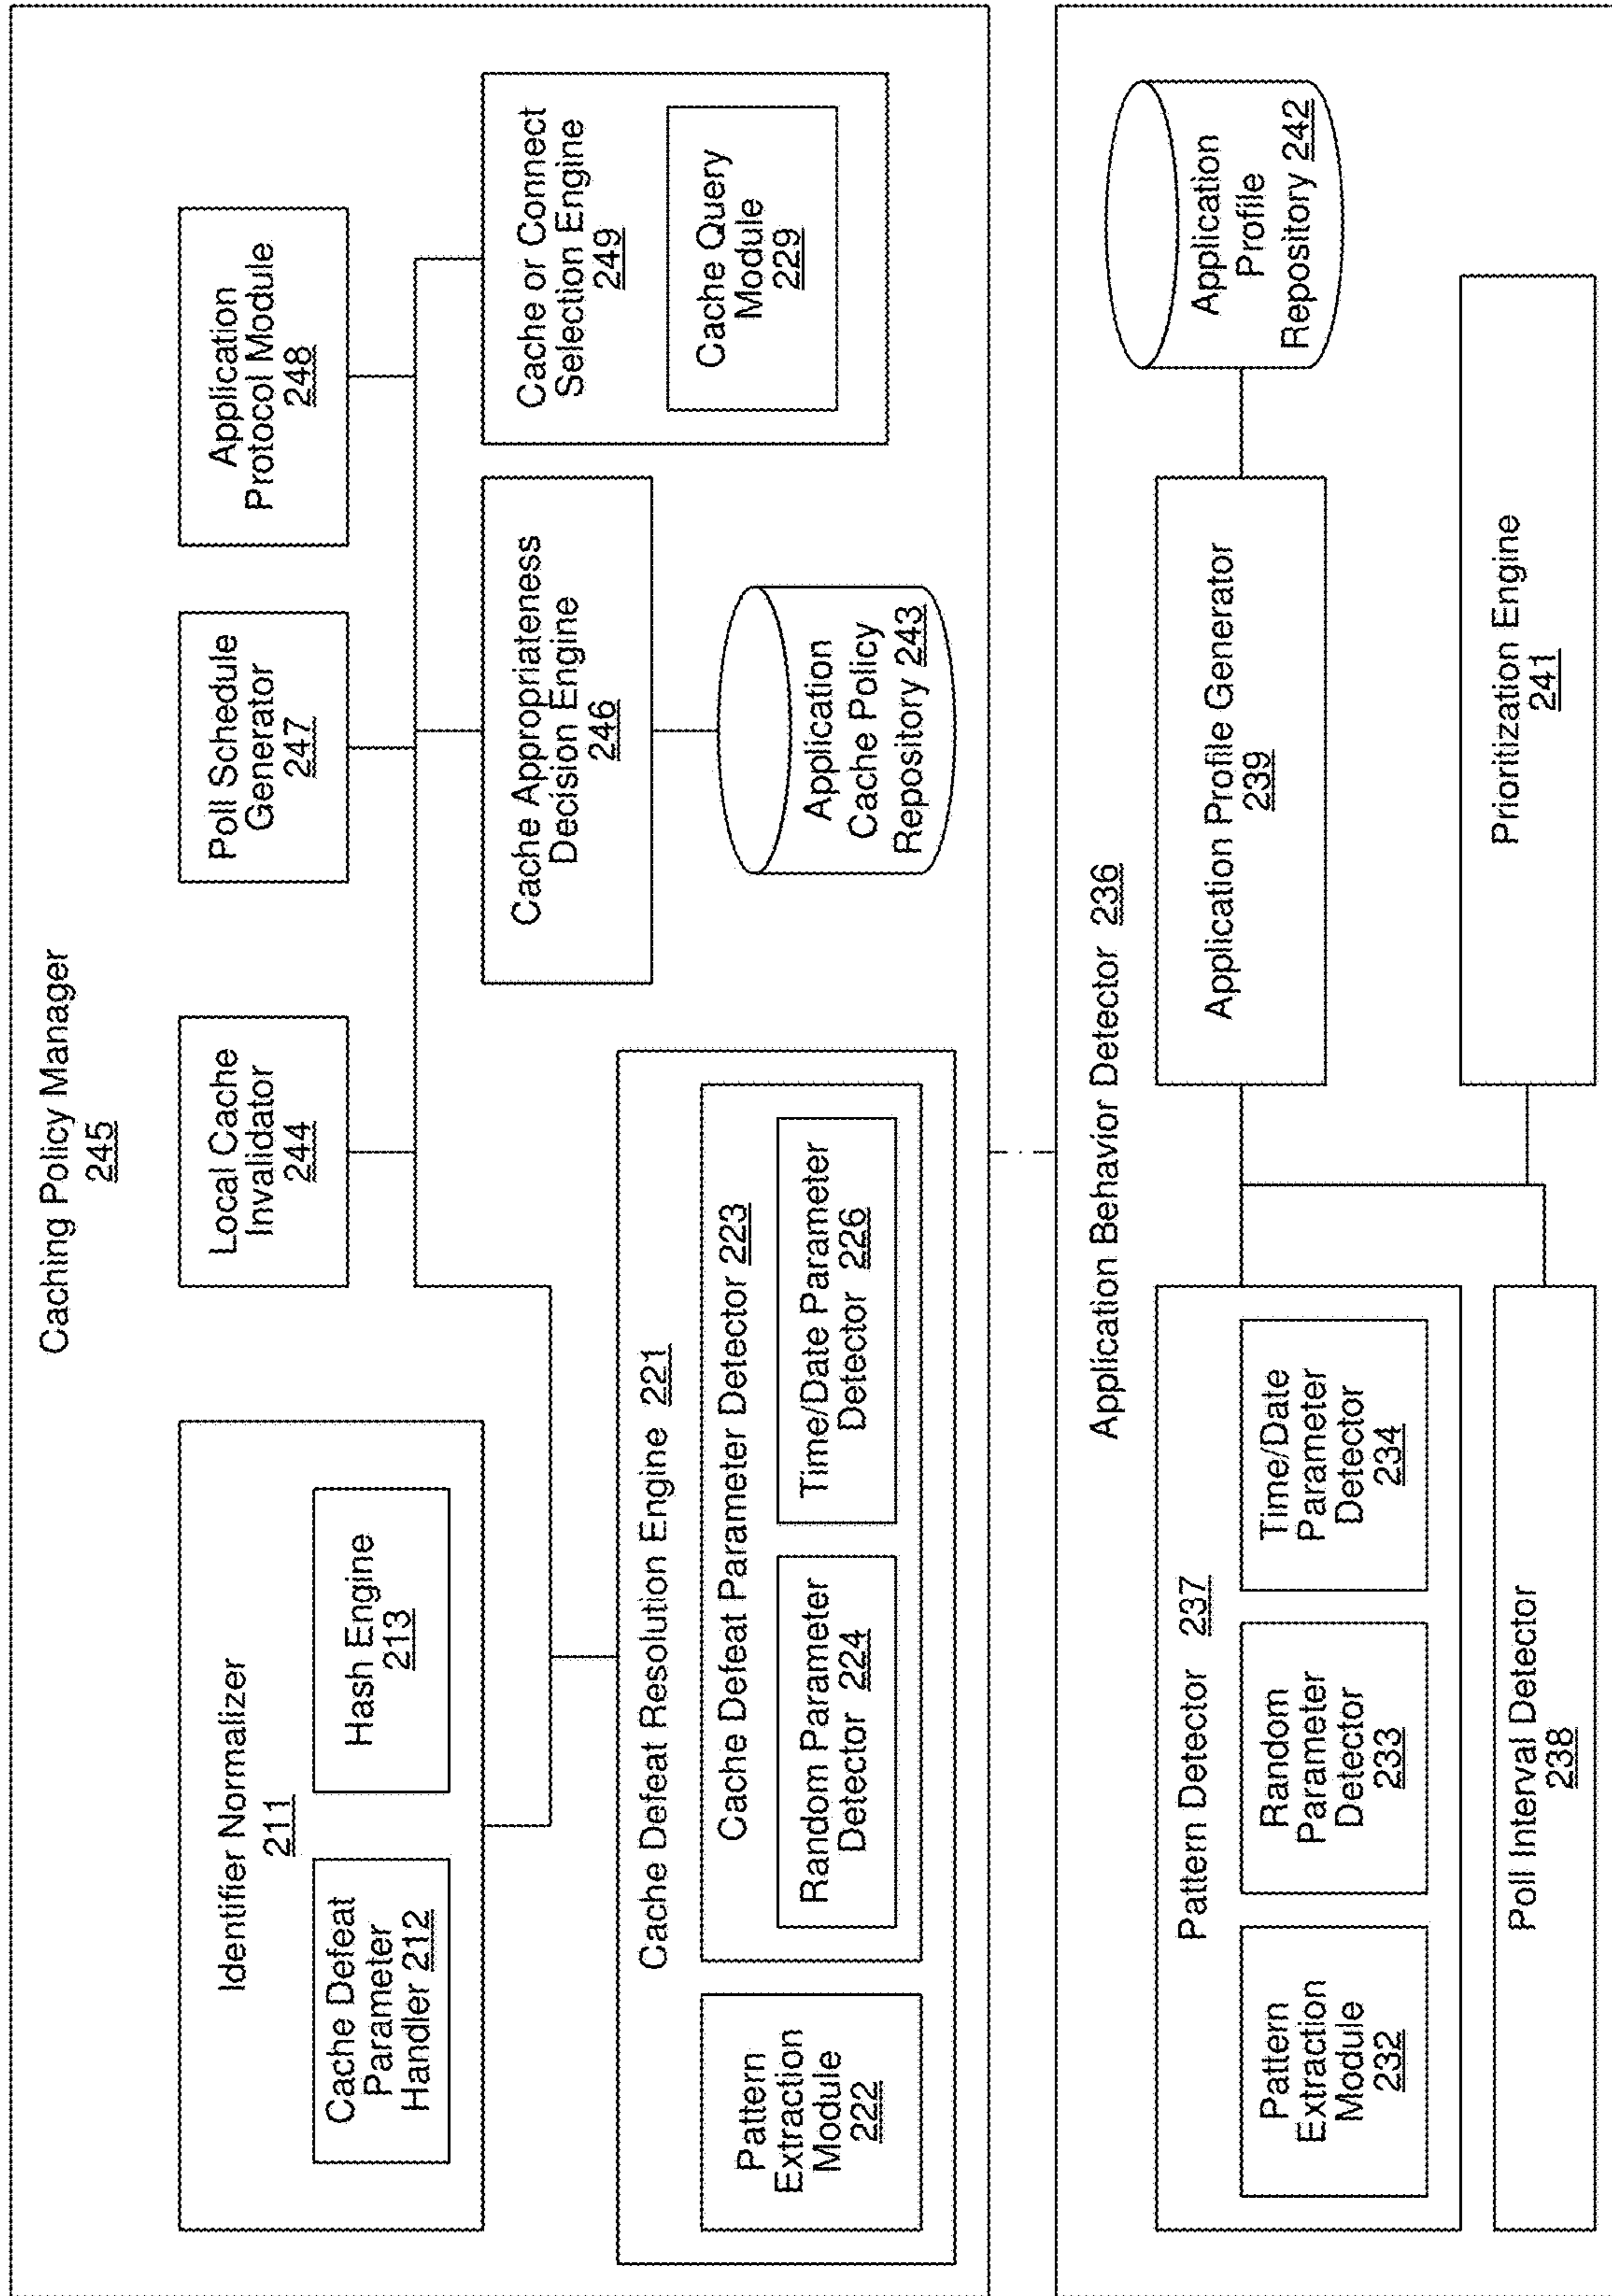 Caching Policy Manager
245
Identifier Normalizer
211
Cache Defeat
Parameter
Handler 212
Hash Engine
213
Local Cache
Invalidator
244
Poll Schedule
Generator
247
Application
Protocol Module
248
Cache Defeat Resolution Engine 221
Pattern
Extraction
Module
222
Cache Defeat Parameter Detector 223
Random Parameter
Detector 224
Time/Date Parameter
Detector 226
Cache Appropriateness
Decision Engine
246
Application
Cache Policy
Repository 243
Cache or Connect
Selection Engine
249
Cache Query
Module
229
Application Behavior Detector 236
Pattern Detector 237
Pattern
Extraction
Module
232
Random
Parameter
Detector
233
Time/Date
Parameter
Detector
234
Poll Interval Detector
238
Application Profile Generator
239
Application
Profile
Repository 242
Prioritization Engine
241